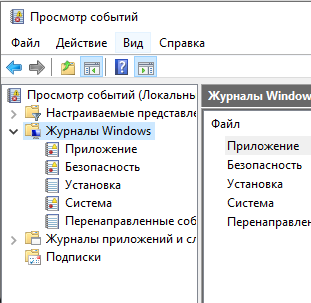 Просмотр событий
Файл Действие Вид Справка
Просмотр событий (Локальнь
Настраиваемые представле
Журналы Windows
Приложение
Безопасность
Установка
Система
Перенаправленные соб
Журналы приложений и сл
Подписки
Журналы Window
Файл
Приложение
Безопасность
Установка
Система
Перенаправлен